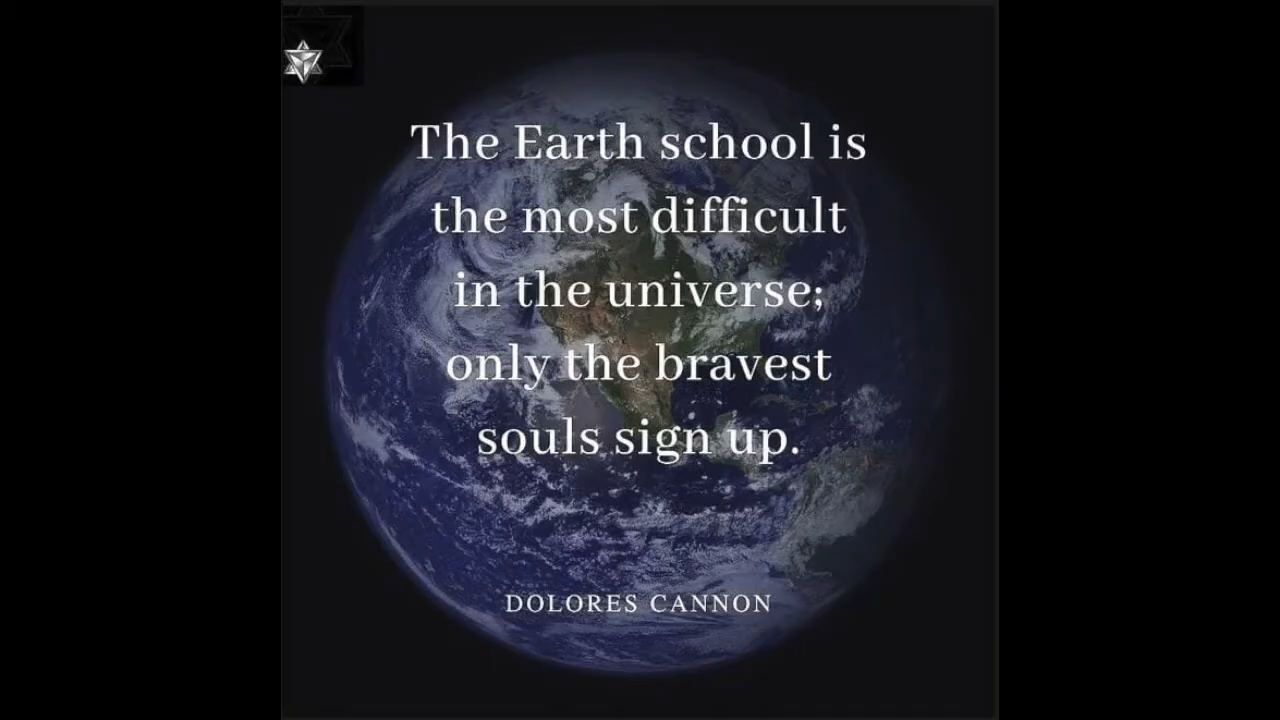 The Earth school is
the most difficult
in the universe;
only the bravest
souls sign up.
DOLORES CANNON